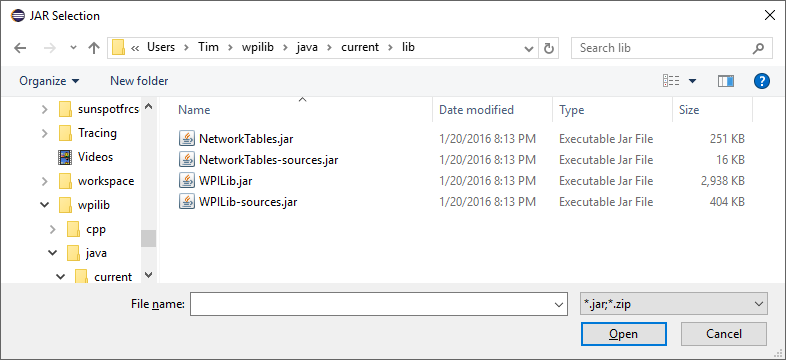 JAR Selection
« Users > Tim > wpilib > java > current > lib
Search lib
Organize
New folder
Name
Date modified
Type
Size
sunspotfrcs
Tracing
Videos
workspace
wpilib
cpp
java
current
NetworkTables.jar 1/20/2016 8:13 PM Executable Jar File 251 KB
NetworkTables-sources.jar 1/20/2016 8:13 PM Executable Jar File 16 KB
WPILib.jar 1/20/2016 8:13 PM Executable Jar File 2,938 KB
WPILib-sources.jar 1/20/2016 8:13 PM Executable Jar File 404 KB
File name:
*.jar;*.zip
Open
Cancel